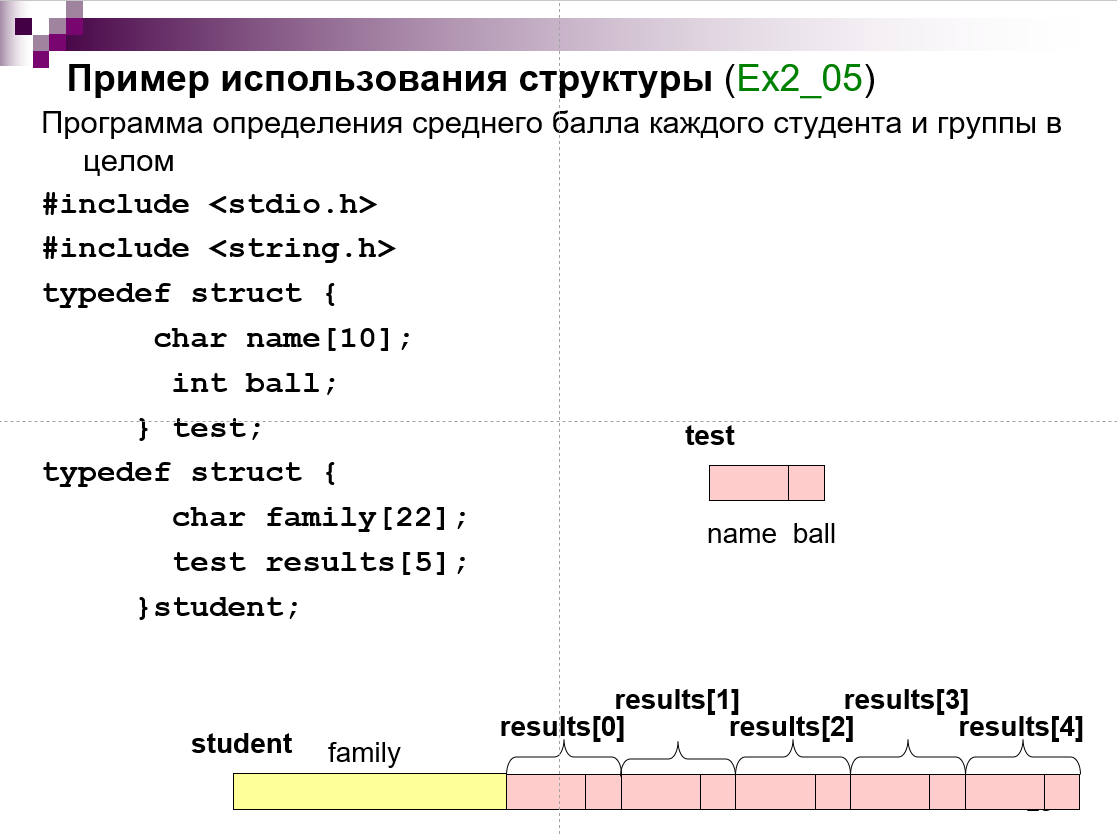 Пример использования структуры (Ex2_05)
Программа определения среднего балла каждого студента и группы в
целом
#include <stdio.h>
#include <string.h>
typedef struct {
char name[10];
int ball;
} test;
typedef struct {
char family[22];
test results[5];
}student;
test
name ball
results[1] results[3]
results[0] results[2] results[4]
student family